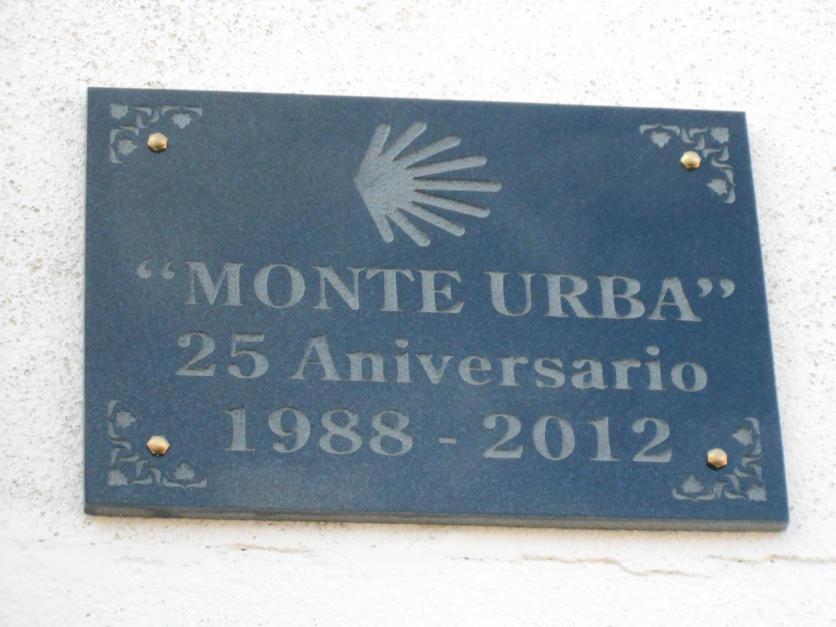 “MONTE URBA”
25 Aniversario
1988 - 2012